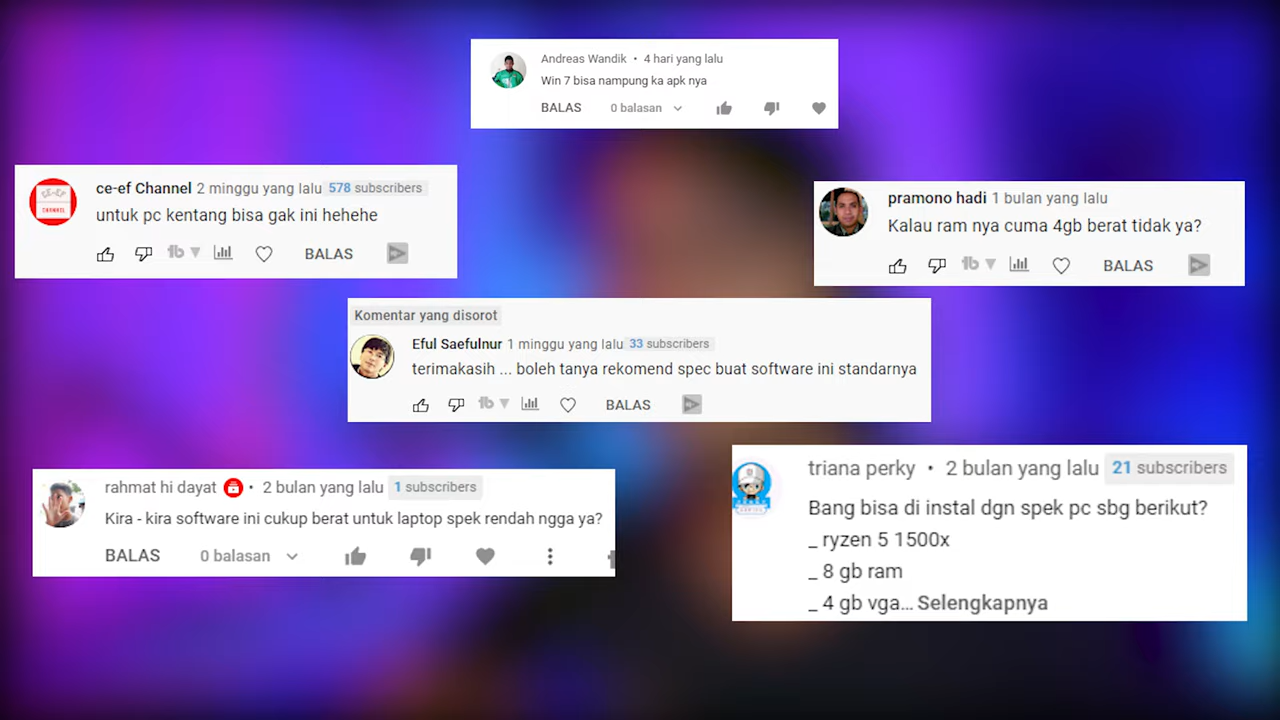 Andreas Wandik • 4 hari yang lalu
Win 7 bisa nampung ka apk nya
BALAS 0 balasan
ce-ef Channel 2 minggu yang lalu 578 subscribers
untuk pc kentang bisa gak ini hehehe
BALAS
pramono hadi 1 bulan yang lalu
Kalau ram nya cuma 4gb berat tidak ya?
BALAS
Komentar yang disorot
Eful Saefulnur 1 minggu yang lalu 33 subscribers
terimakasih ... boleh tanya rekomend spec buat software ini standarnya
BALAS
rahmat hi dayat • 2 bulan yang lalu 1 subscribers
Kira - kira software ini cukup berat untuk laptop spek rendah ngga ya?
BALAS 0 balasan
triana perky • 2 bulan yang lalu 21 subscribers
Bang bisa di instal dgn spek pc sbg berikut?
_ ryzen 5 1500x
_ 8 gb ram
_ 4 gb vga... Selengkapnya